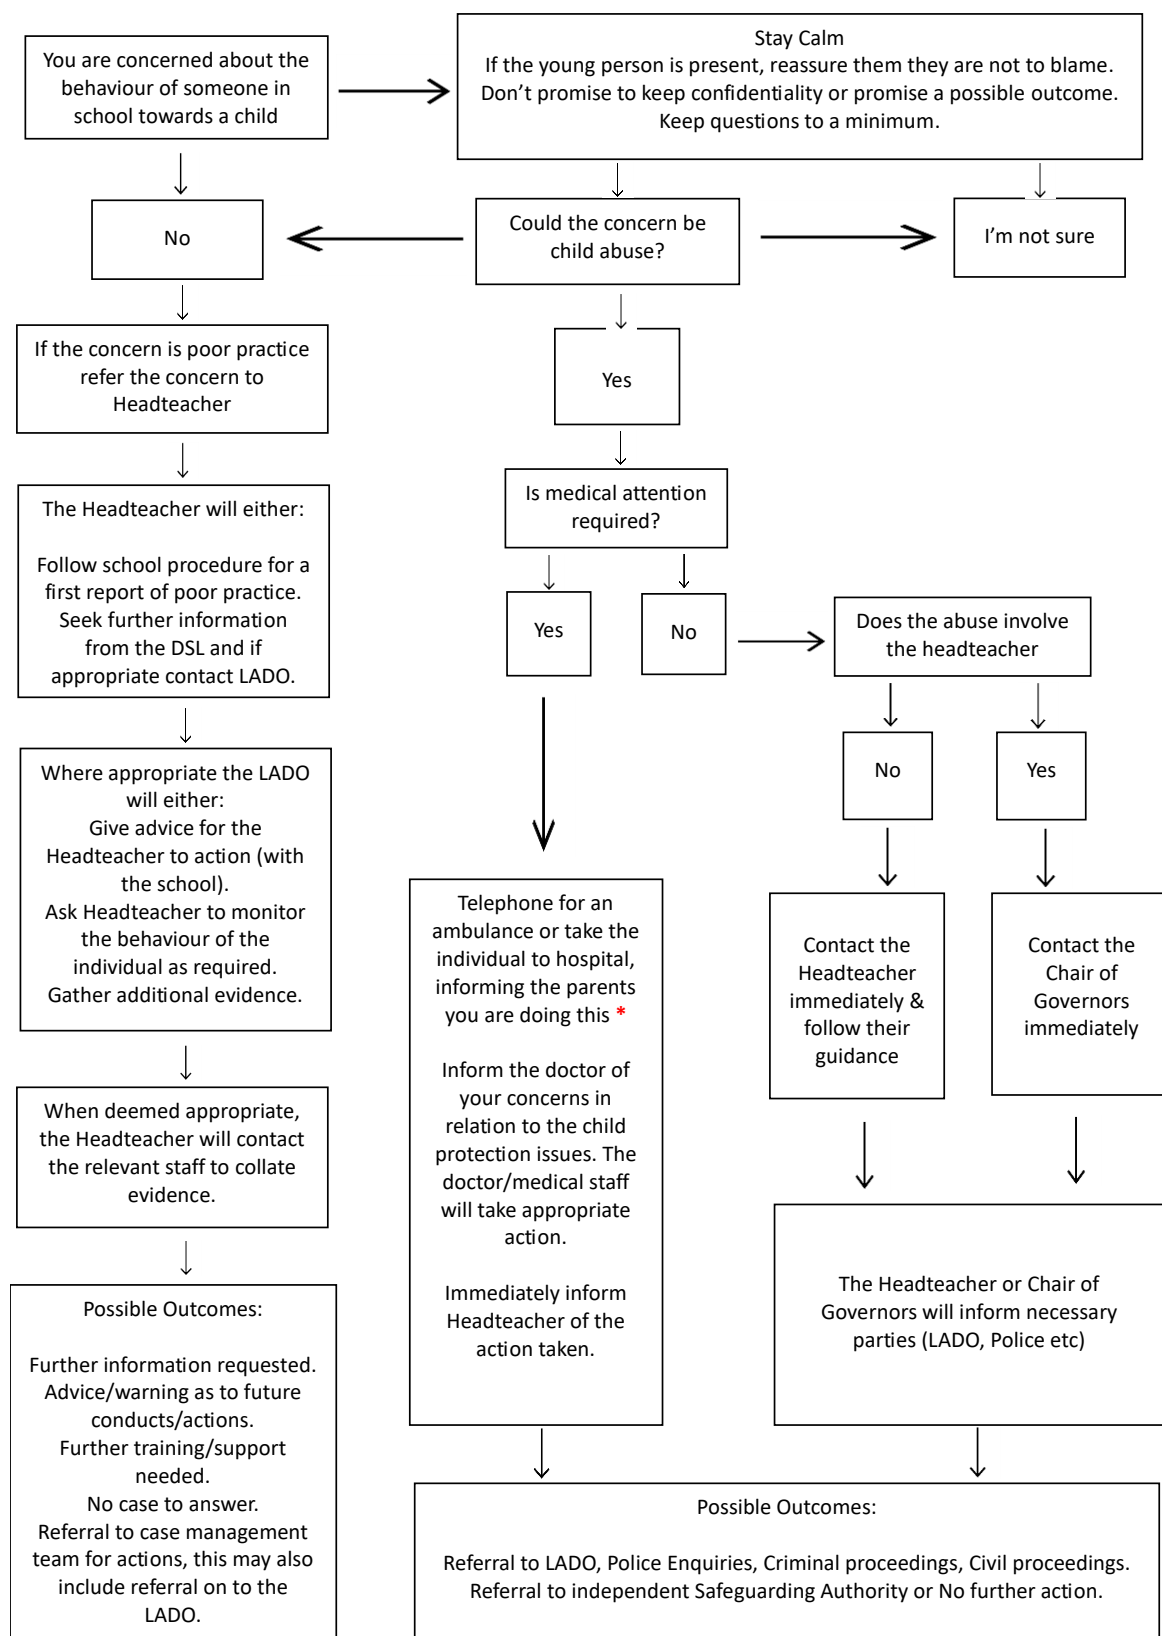 You are concerned about the
behaviour of someone in
school towards a child
Stay Calm
If the young person is present, reassure them they are not to blame.
Don’t promise to keep confidentiality or promise a possible outcome.
Keep questions to a minimum.
No
Could the concern be
child abuse?
I’m not sure
If the concern is poor practice
refer the concern to
Headteacher
Yes
Is medical attention
required?
The Headteacher will either:
Follow school procedure for a
first report of poor practice.
Seek further information
from the DSL and if
appropriate contact LADO.
Yes
No
Does the abuse involve
the headteacher
No
Yes
Where appropriate the LADO
will either:
Give advice for the
Headteacher to action (with
the school).
Ask Headteacher to monitor
the behaviour of the
individual as required.
Gather additional evidence.
Telephone for an
ambulance or take the
individual to hospital,
informing the parents
you are doing this *
Inform the doctor of
your concerns in
relation to the child
protection issues. The
doctor/medical staff
will take appropriate
action.
Immediately inform
Headteacher of the
action taken.
Contact the
Headteacher
immediately &
follow their
guidance
Contact the
Chair of
Governors
immediately
When deemed appropriate,
the Headteacher will contact
the relevant staff to collate
evidence.
The Headteacher or Chair of
Governors will inform necessary
parties (LADO, Police etc)
Possible Outcomes:
Further information requested.
Advice/warning as to future
conducts/actions.
Further training/support
needed.
No case to answer.
Referral to case management
team for actions, this may also
include referral on to the
LADO.
Possible Outcomes:
Referral to LADO, Police Enquiries, Criminal proceedings, Civil proceedings.
Referral to independent Safeguarding Authority or No further action.